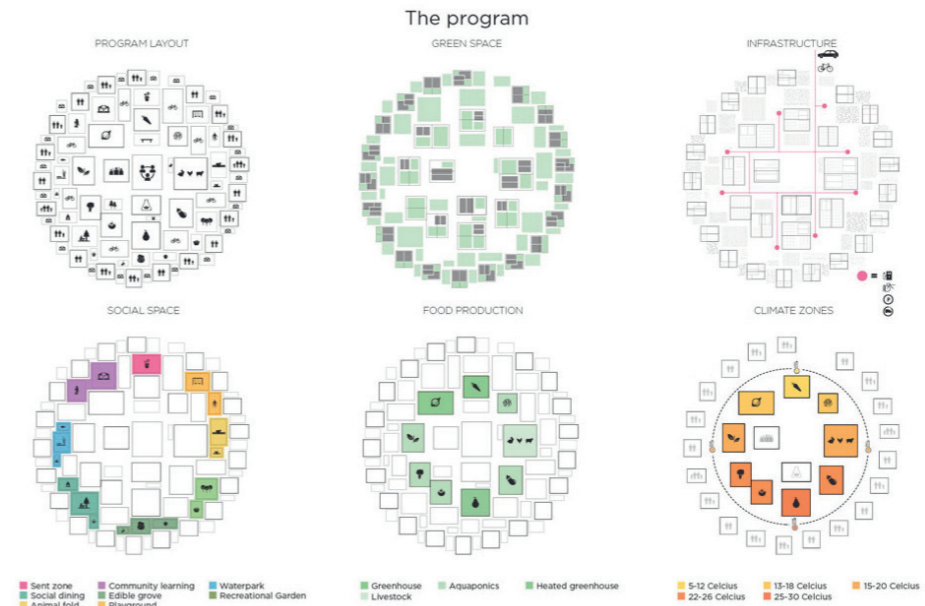 The program
PROGRAM LAYOUT
GREEN SPACE
INFRASTRUCTURE
SOCIAL SPACE
FOOD PRODUCTION
CLIMATE ZONES
Sent zone
Community learning
Waterpark
Social dining
Edible grove
Recreational Garden
Animal fold
Playground
Greenhouse
Aquaponics
Heated greenhouse
Livestock
5-12 Celcius
13-18 Celcius
15-20 Celcius
22-26 Celcius
25-30 Celcius